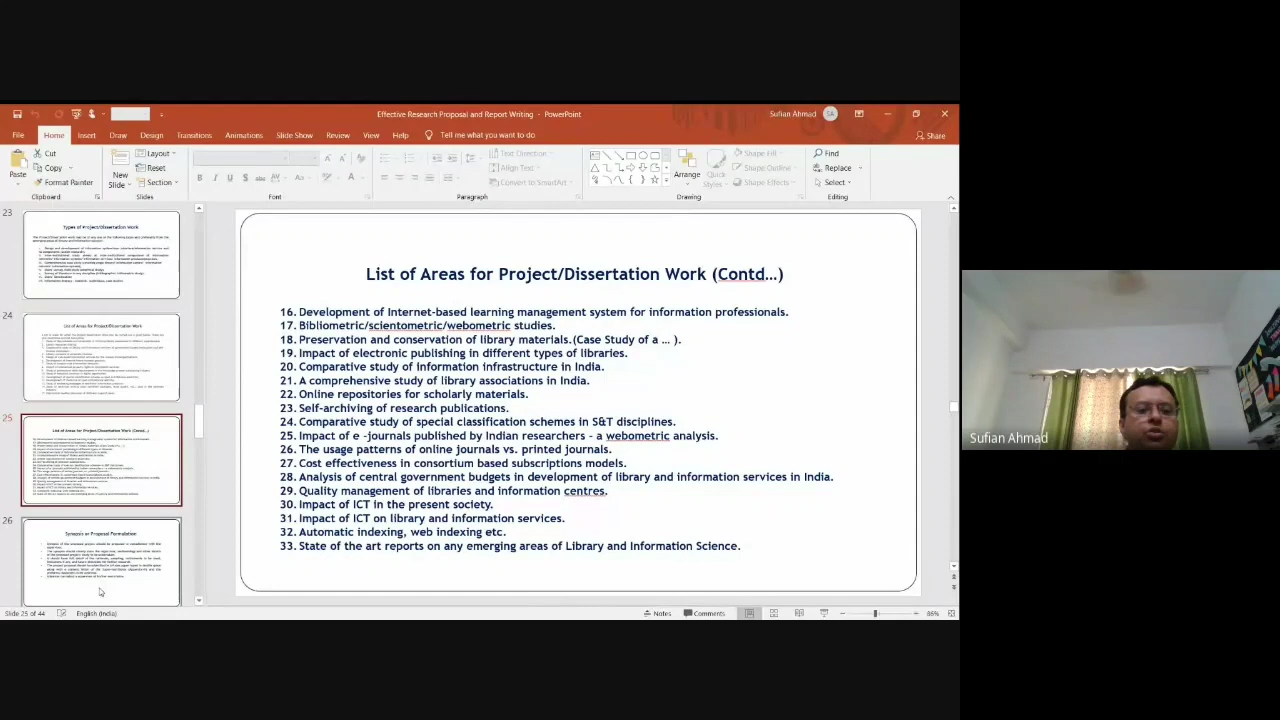 Effective Research Proposal and Report Writing - PowerPoint
Sufian Ahmad
SA
File Home Insert Draw Design Transitions Animations Slide Show Review View Help Tell me what you want to do Share
Paste
Cut
Copy
Format Painter
Clipboard
New Slide
Layout
Reset
Section
Slides
Font
Text Direction
Align Text
Convert to SmartArt
Paragraph
Arrange
Quick Styles
Shape Fill
Shape Outline
Shape Effects
Drawing
Find
Replace
Select
Editing
23
Types of Project/Dissertation Work
24
List of Areas for Project/Dissertation Work
25
List of Areas for Project/Dissertation Work (Contd...)
26
Synopsis or Proposal Formulation
List of Areas for Project/Dissertation Work (Contd...)
16. Development of Internet-based learning management system for information professionals.
17. Bibliometric/scientometric/webometric studies.
18. Preservation and conservation of library materials.(Case Study of a ... ).
19. Impact of electronic publishing in different types of libraries.
20. Comparative study of information infrastructure in India.
21. A comprehensive study of library associations in India.
22. Online repositories for scholarly materials.
23. Self-archiving of research publications.
24. Comparative study of special classification schemes in S&T disciplines.
25. Impact of e -journals published by Indian researchers - a webometric analysis.
26. The usage patterns of online journals vs. printed journals.
27. Cost effectiveness in consortium based subscriptions models.
28. Analysis of central government budgets in development of library and information services in India.
29. Quality management of libraries and information centres.
30. Impact of ICT in the present society.
31. Impact of ICT on library and information services.
32. Automatic indexing, web indexing etc.
33. State of the art reports on any emerging areas of Library and Information Science.
Slide 25 of 44
English (India)
Notes
Comments
86%
Sufian Ahmad